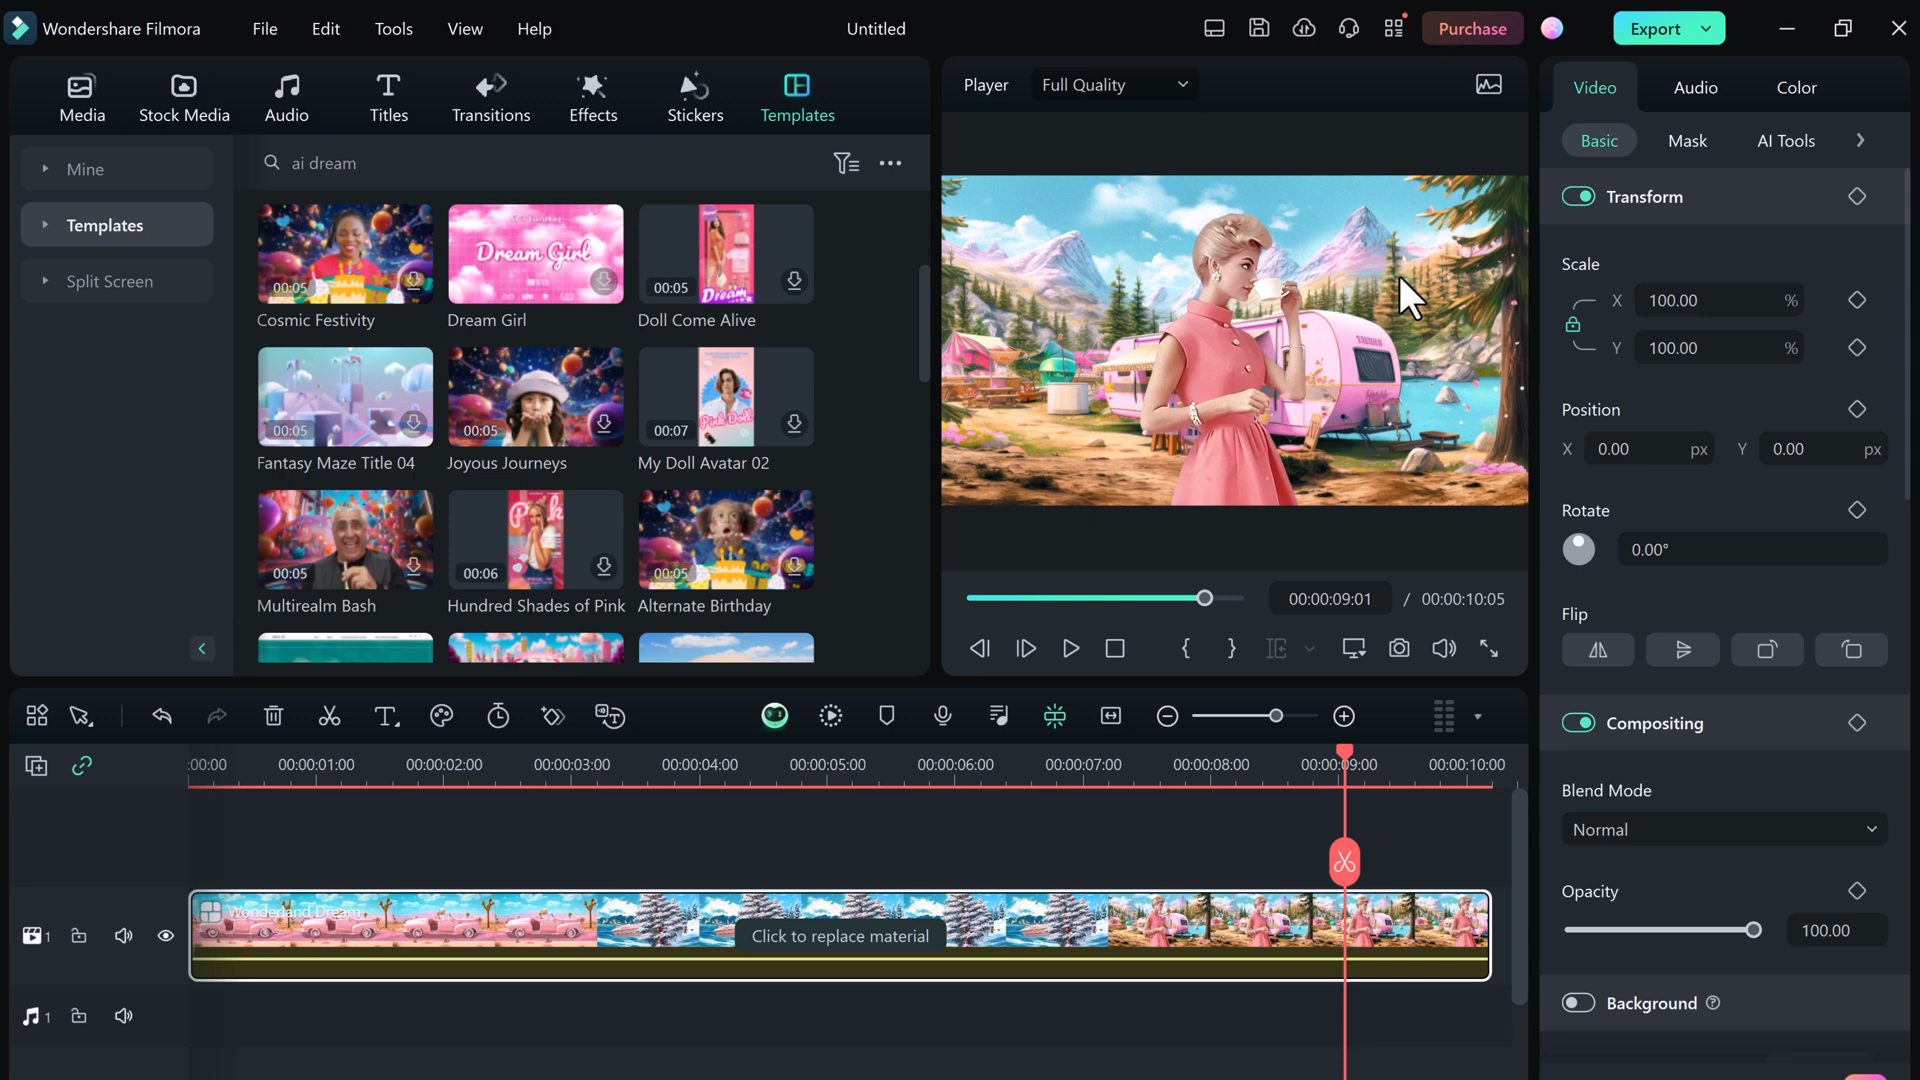 Wondershare Filmora
File
Edit
Tools
View
Help
Untitled
Purchase
Export
Media
Stock Media
Audio
Titles
Transitions
Effects
Stickers
Templates
Player
Full Quality
Video
Audio
Color
Mine
Templates
Split Screen
ai dream
Basic
Mask
AI Tools
00:05
Cosmic Festivity
Dream Girl
Dream Girl
00:05
Dream
Doll Come Alive
00:05
Fantasy Maze Title 04
00:05
Joyous Journeys
00:07
Pink Doll
My Doll Avatar 02
00:05
Multirealm Bash
Pink
00:06
Hundred Shades of Pink
00:05
Alternate Birthday
Transform
Scale
X 100.00 %
Y 100.00 %
Position
X 0.00 px Y 0.00 px
Rotate
0.00°
Flip
Compositing
Blend Mode
Normal
Opacity
100.00
Background
00:00:09:01 / 00:00:10:05
:00:00 00:00:01:00 00:00:02:00 00:00:03:00 00:00:04:00 00:00:05:00 00:00:06:00 00:00:07:00 00:00:08:00 00:00:09:00 00:00:10:00
Wonderland Dream
Click to replace material
1
1